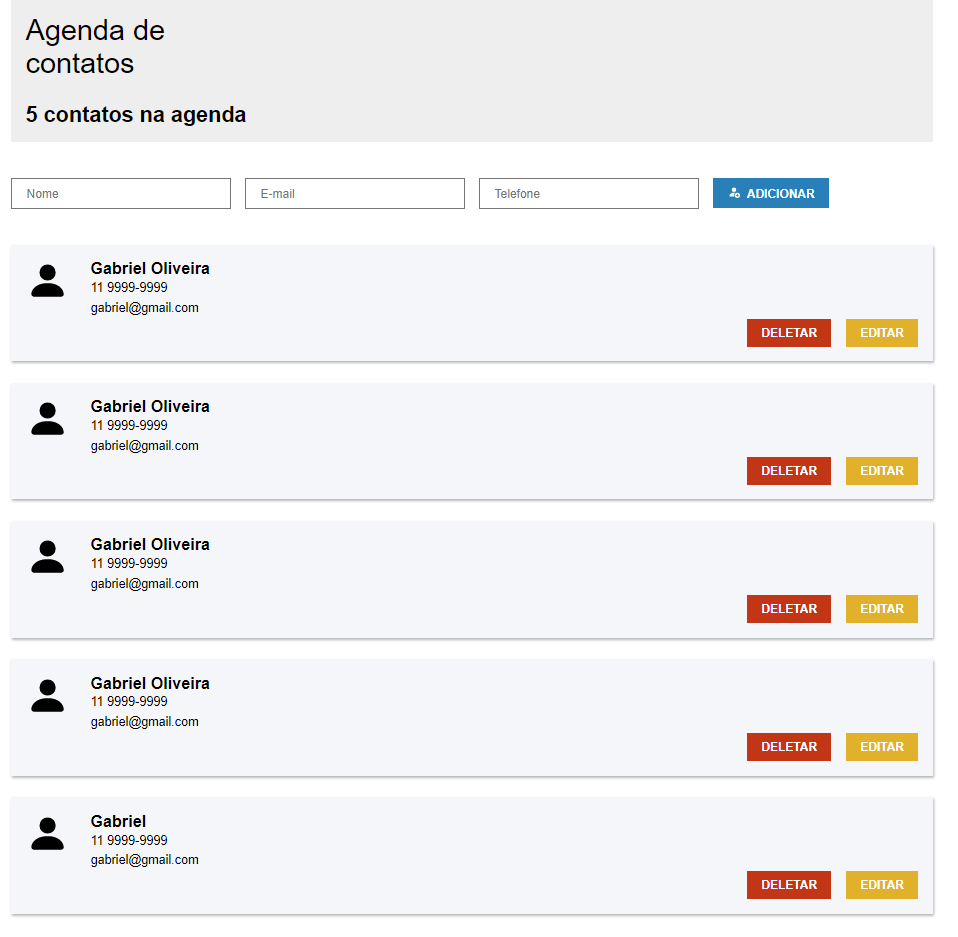 Agenda de
contatos
5 contatos na agenda
Nome E-mail Telefone ADICIONAR
Gabriel Oliveira
11 9999-9999
gabriel@gmail.com
DELETAR EDITAR
Gabriel Oliveira
11 9999-9999
gabriel@gmail.com
DELETAR EDITAR
Gabriel Oliveira
11 9999-9999
gabriel@gmail.com
DELETAR EDITAR
Gabriel Oliveira
11 9999-9999
gabriel@gmail.com
DELETAR EDITAR
Gabriel
11 9999-9999
gabriel@gmail.com
DELETAR EDITAR